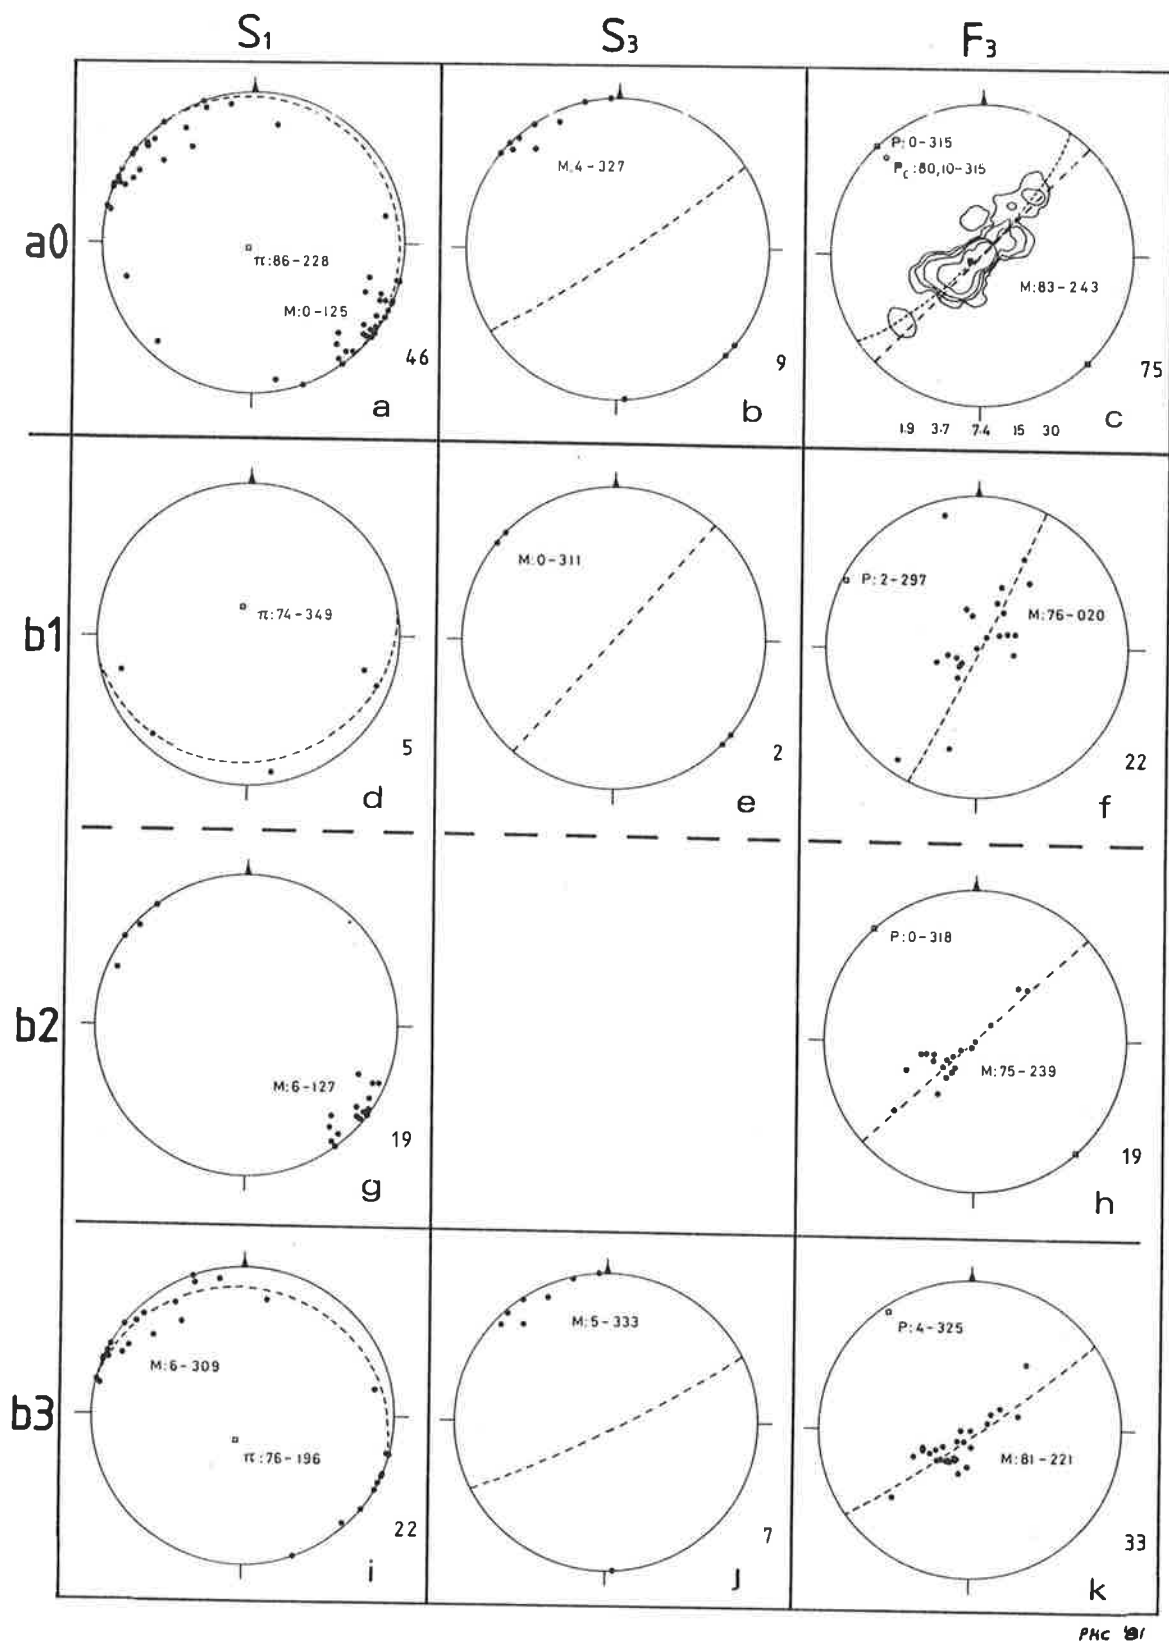 S1 S3 F3
a0
π:86-228
M:0-125
46
a
M:4-327
9
b
P:0-315
Pc:80,10-315
M:83-243
75
1.9 3.7 7.4 15 30
c
b1
π:74-349
5
d
M:0-311
2
e
P:2-297
M:76-020
22
f
b2
M:6-127
19
g
P:0-318
M:75-239
19
h
b3
M:6-309
π:76-196
22
i
M:5-333
7
J
P:4-325
M:81-221
33
k
PHC '81